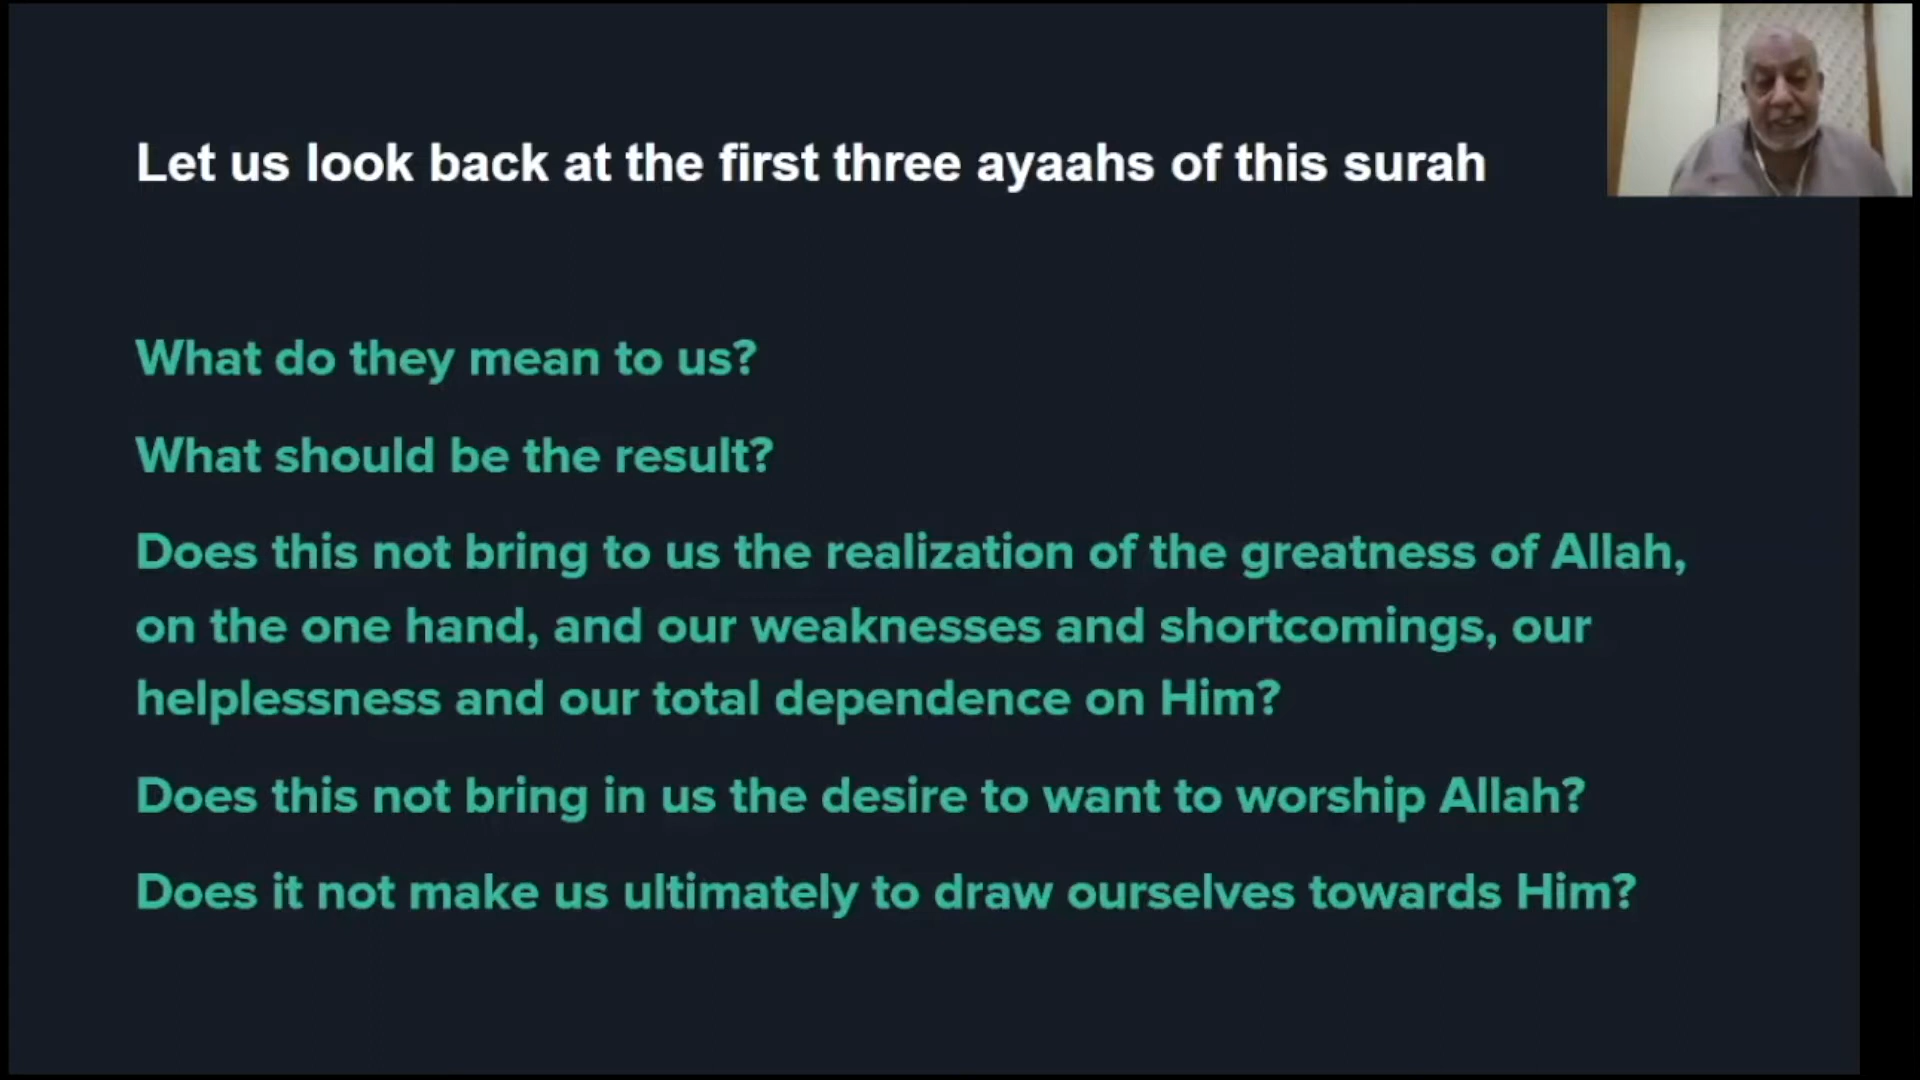 Let us look back at the first three ayaahs of this surah
What do they mean to us?
What should be the result?
Does this not bring to us the realization of the greatness of Allah,
on the one hand, and our weaknesses and shortcomings, our
helplessness and our total dependence on Him?
Does this not bring in us the desire to want to worship Allah?
Does it not make us ultimately to draw ourselves towards Him?